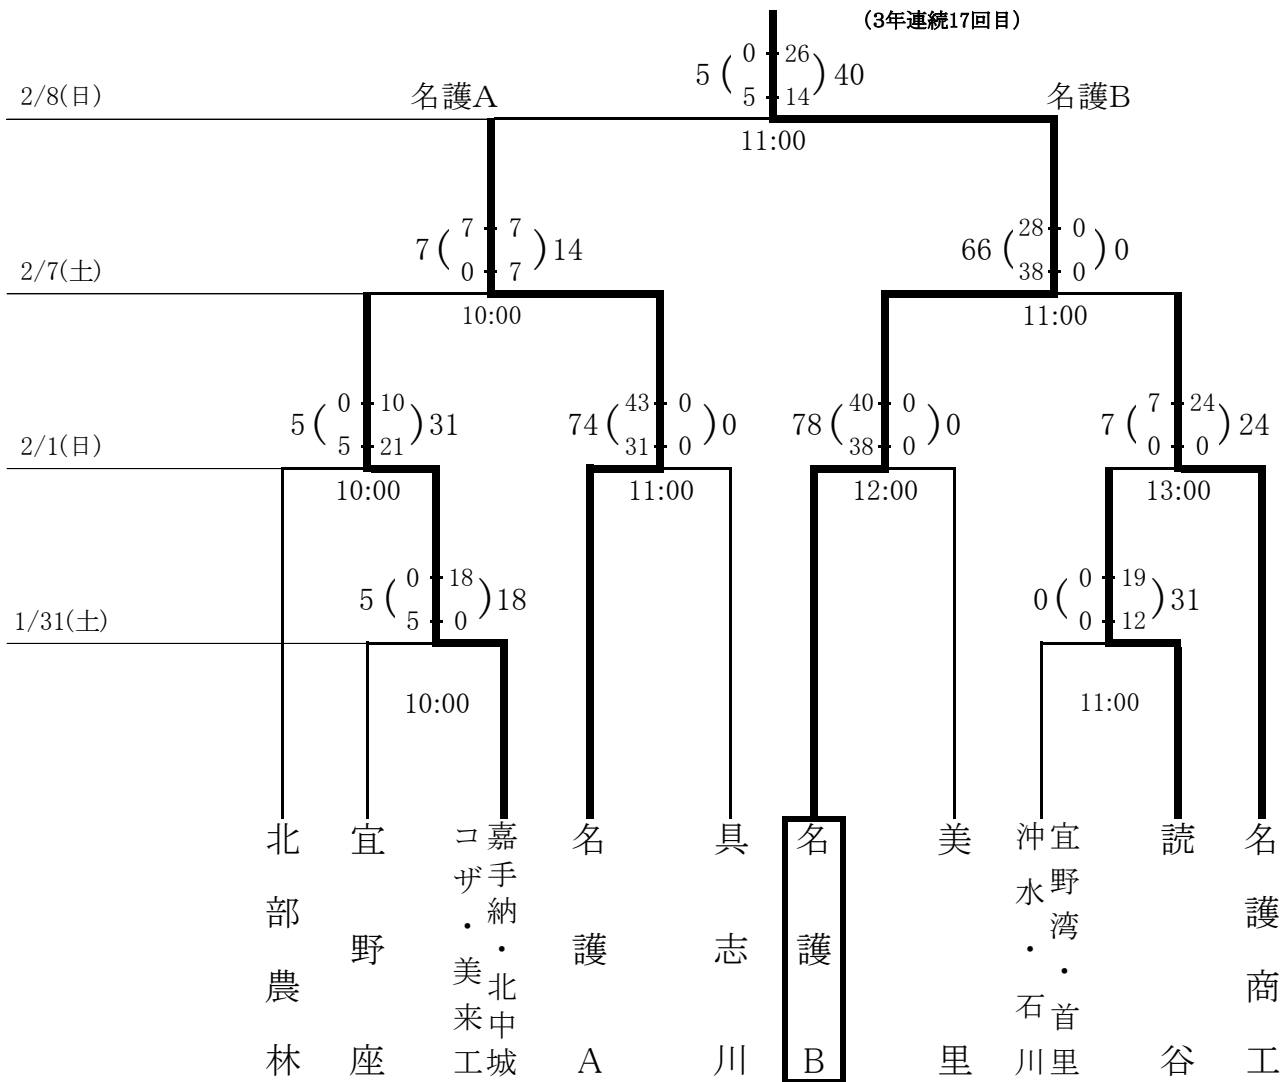 (3年連続17回目)
5 ( 0 26 ) 40
5 14
2/8(日)
名護A
名護B
11:00
7 ( 7 7 ) 14
0 7
66 ( 28 0 ) 0
38 0
2/7(土)
10:00
11:00
5 ( 0 10 ) 31
5 21
74 ( 43 0 ) 0
31 0
78 ( 40 0 ) 0
38 0
7 ( 7 24 ) 24
0 0
2/1(日)
10:00
11:00
12:00
13:00
5 ( 0 18 ) 18
5 0
0 ( 0 19 ) 31
0 12
1/31(土)
10:00
11:00
北部農林
宜野座
嘉手納・北中城
コザ・美来工
名護A
具志川
名護B
美里
宜野湾・首里
沖水・石川
読谷
名護商工